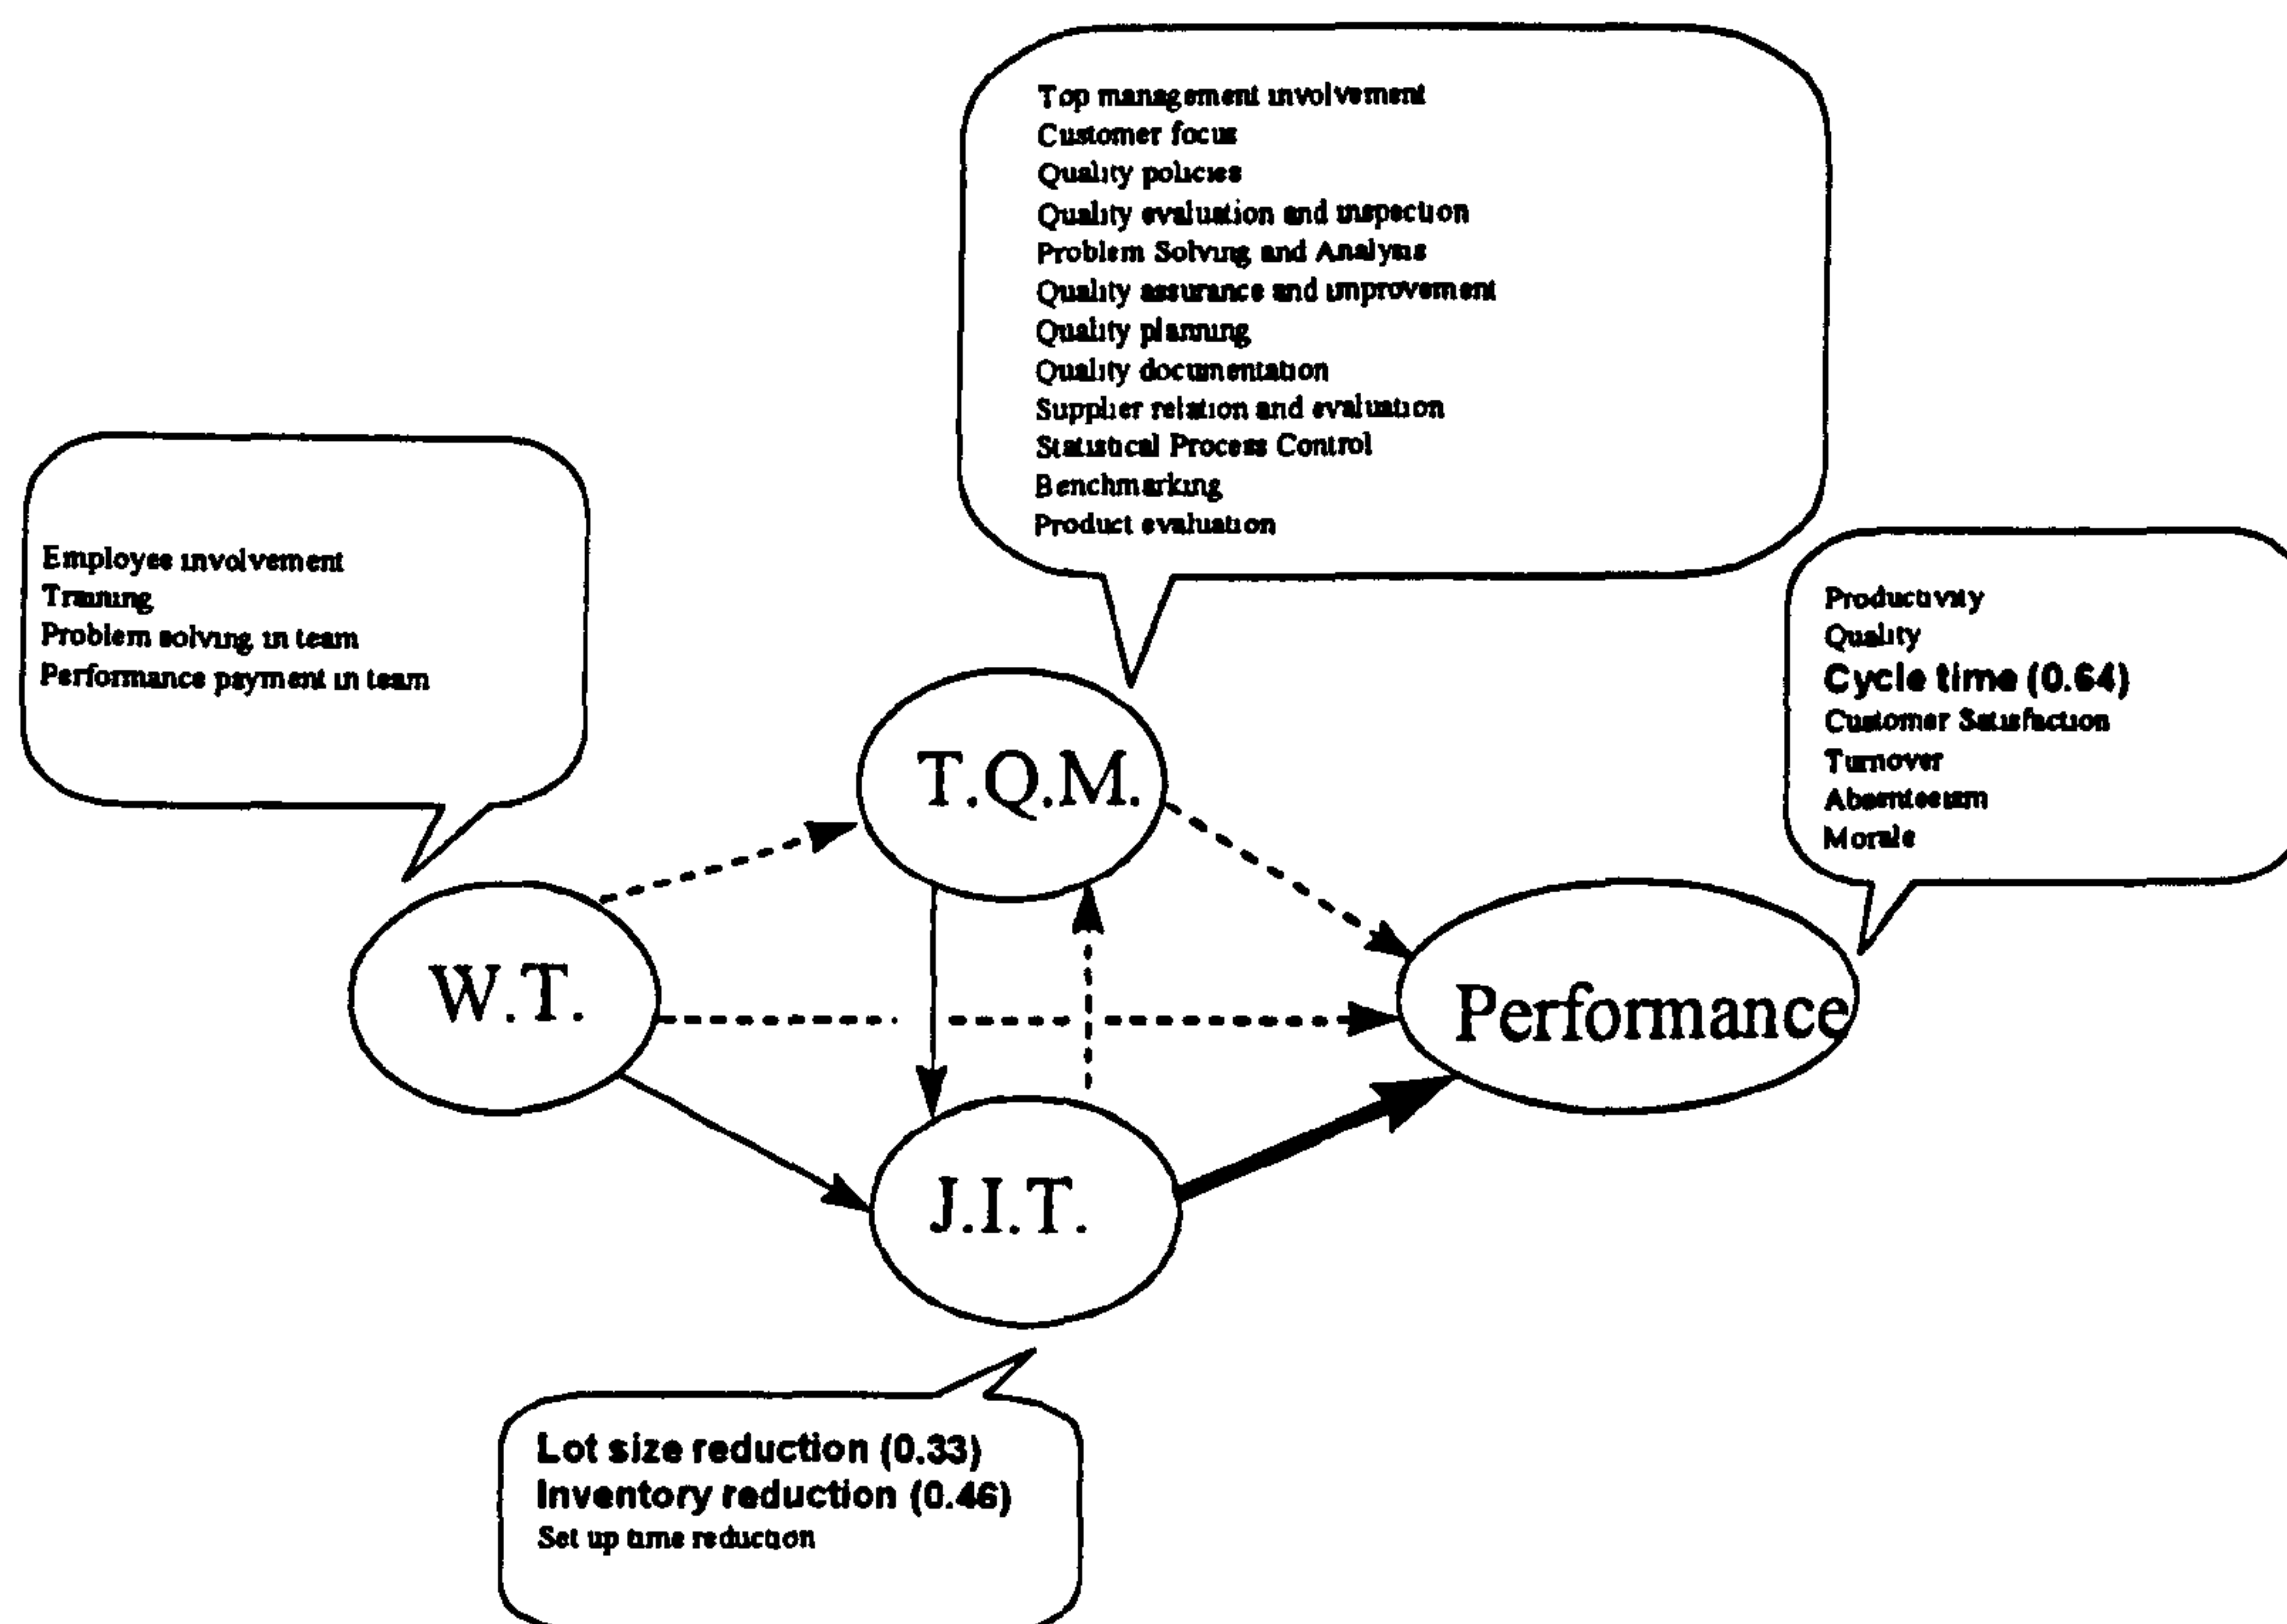 Top management involvement
Customer focus
Quality policies
Quality evaluation and inspection
Problem Solving and Analysis
Quality assurance and improvement
Quality planning
Quality documentation
Supplier relation and evaluation
Statistical Process Control
Benchmarking
Product evaluation
Employee involvement
Training
Problem solving in team
Performance payment in team
Productivity
Quality
Cycle time (0.64)
Customer Satisfaction
Turnover
Absenteeism
Morale
T.Q.M.
W.T.
Performance
J.I.T.
Lot size reduction (0.33)
Inventory reduction (0.46)
Set up time reduction